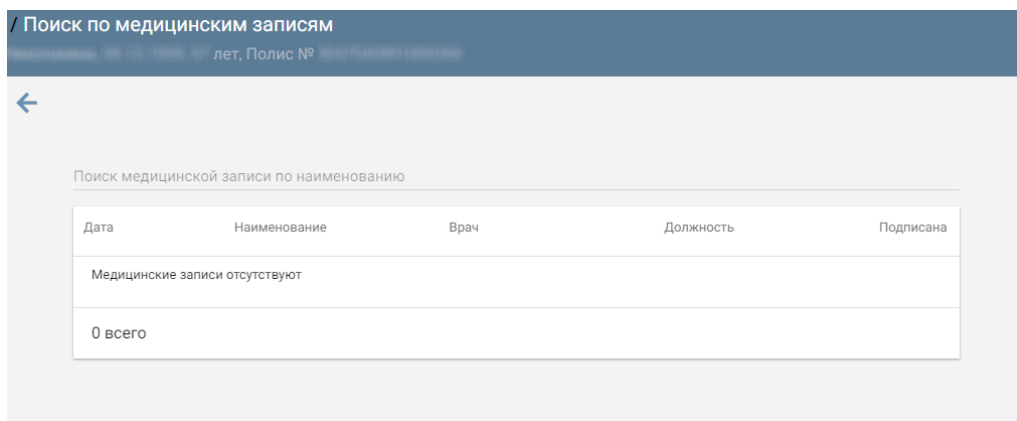 / Поиск по медицинским записям
лет, Полис №
Поиск медицинской записи по наименованию
Дата Наименование Врач Должность Подписана
Медицинские записи отсутствуют
0 всего